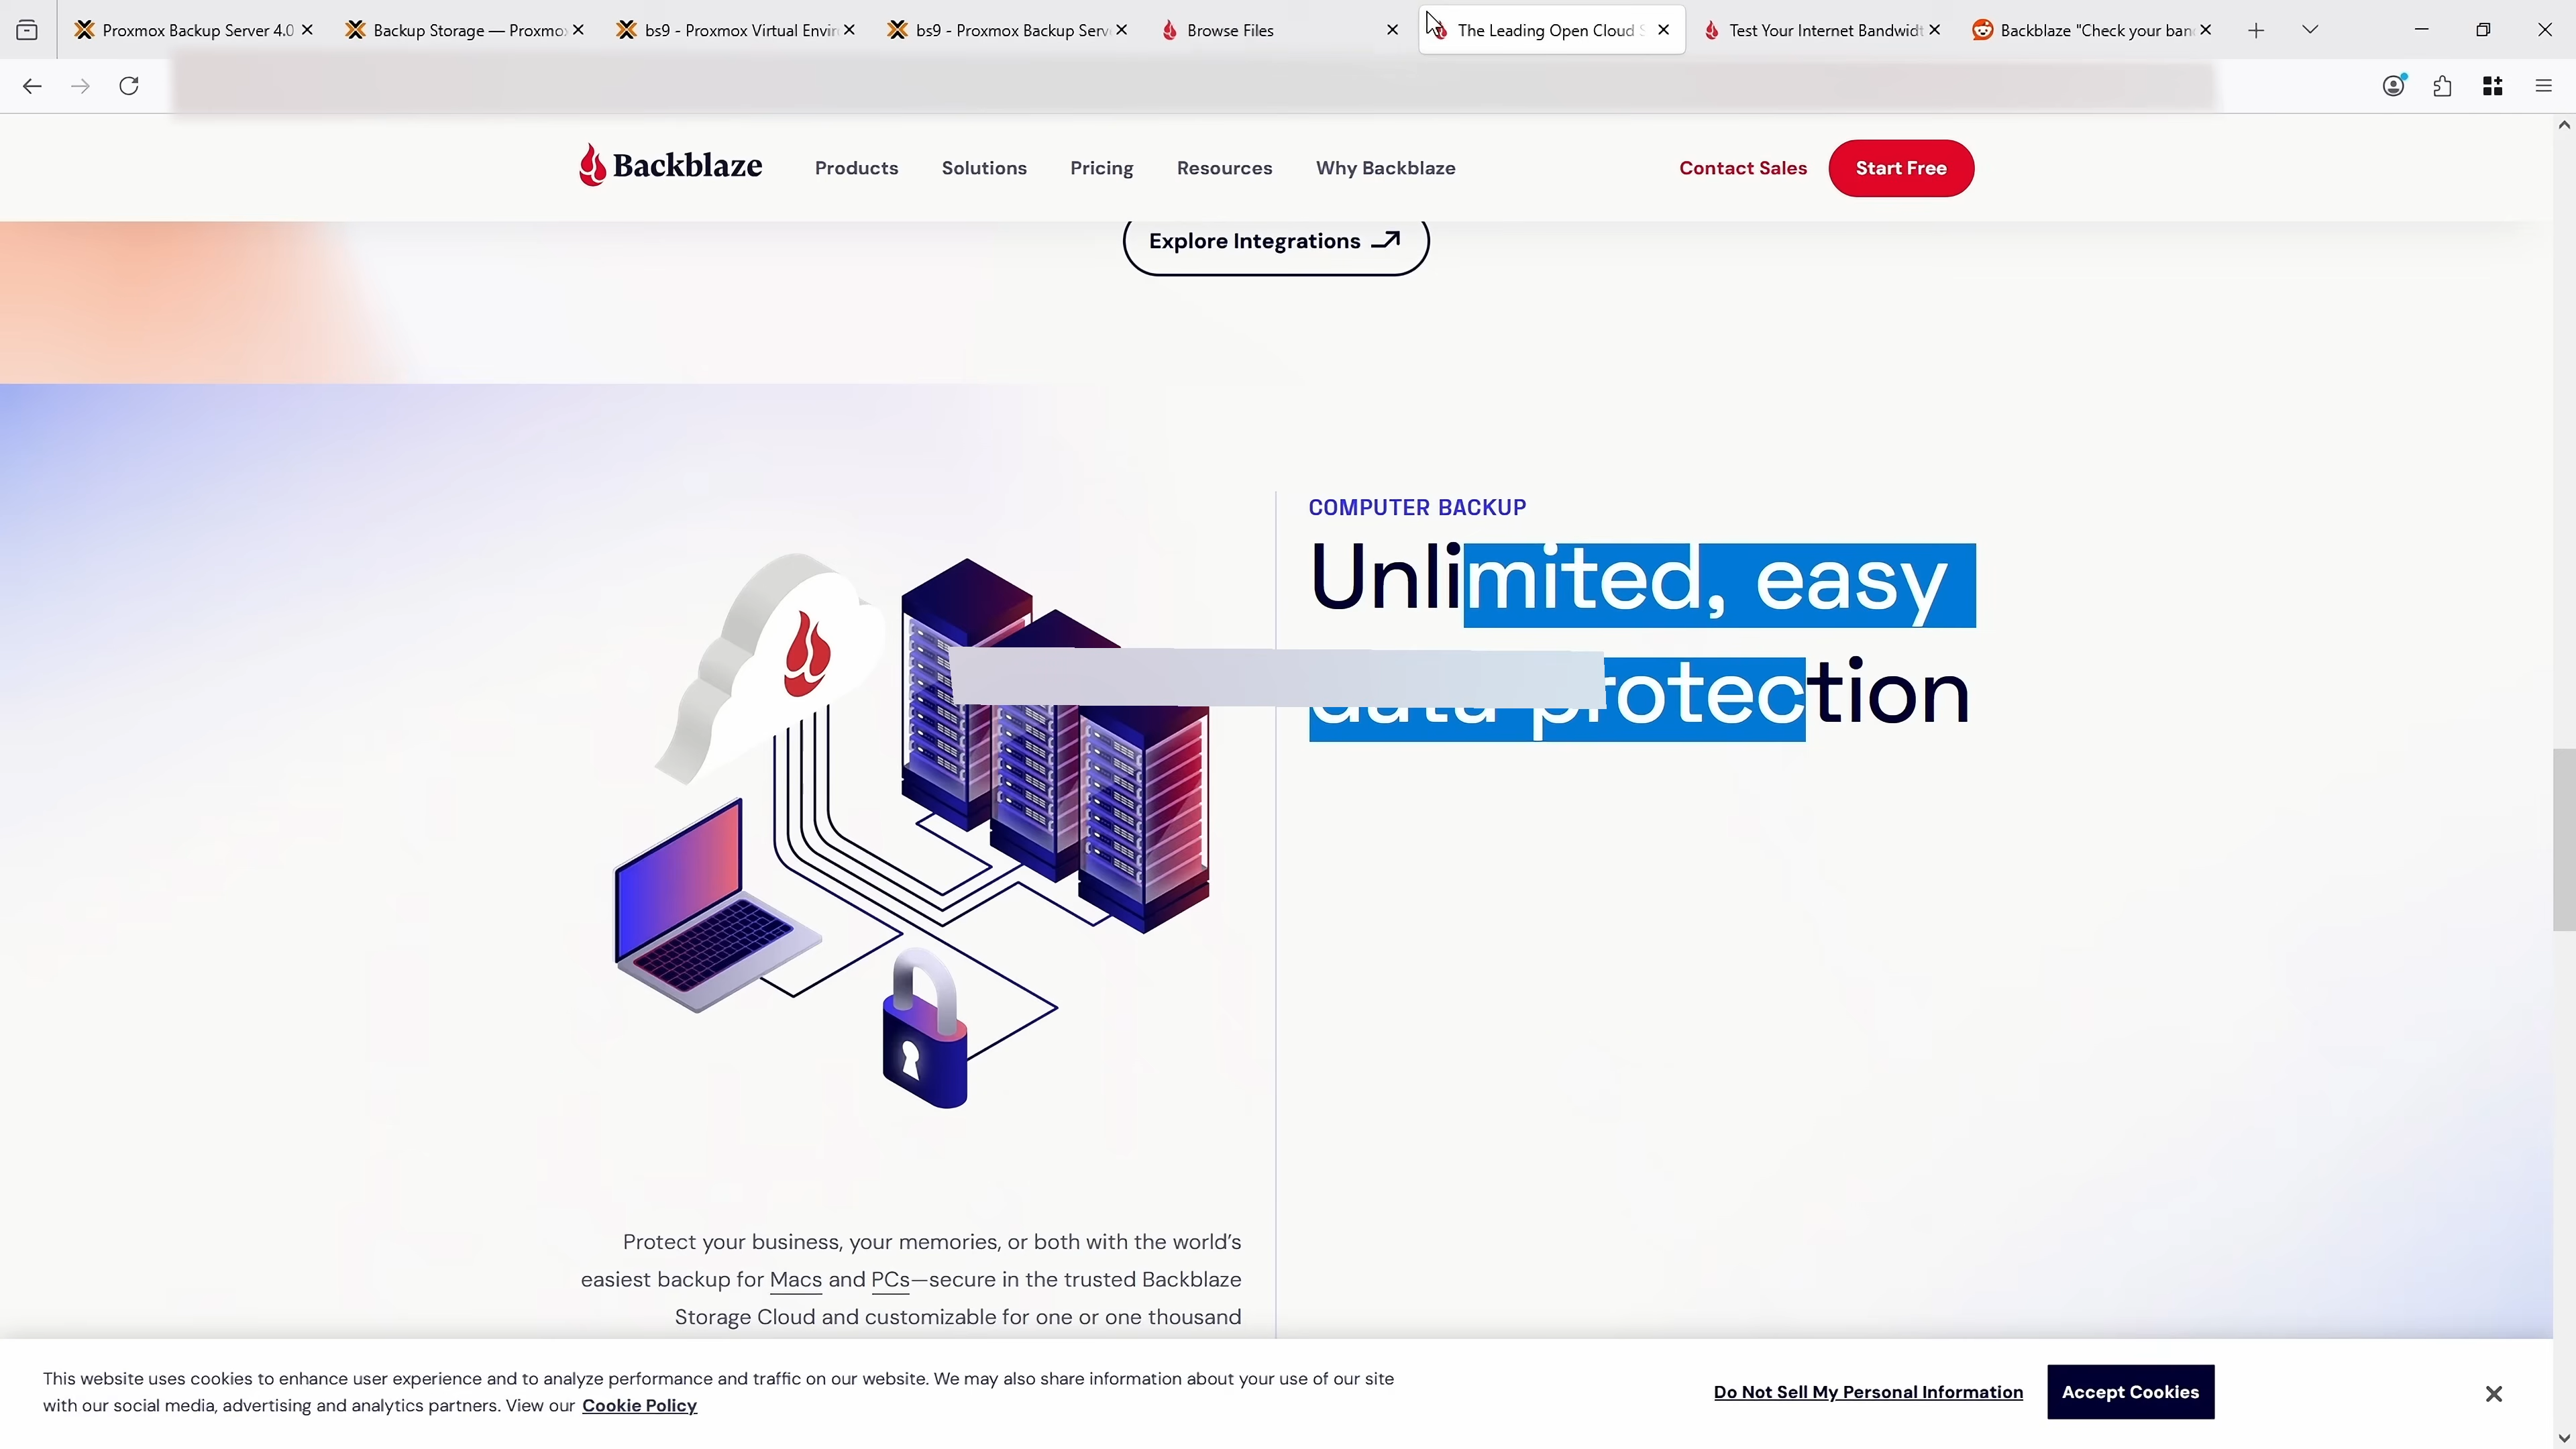 Proxmox Backup Server 4.0
Backup Storage — Proxmo
bs9 - Proxmox Virtual Envir
bs9 - Proxmox Backup Serv
Browse Files
The Leading Open Cloud S
Test Your Internet Bandwidt
Backblaze "Check your ban
Backblaze
Products
Solutions
Pricing
Resources
Why Backblaze
Contact Sales
Start Free
Explore Integrations
COMPUTER BACKUP
Unlimited, easy
data protection
Protect your business, your memories, or both with the world's
easiest backup for Macs and PCs—secure in the trusted Backblaze
Storage Cloud and customizable for one or one thousand
This website uses cookies to enhance user experience and to analyze performance and traffic on our website. We may also share information about your use of our site
with our social media, advertising and analytics partners. View our Cookie Policy
Do Not Sell My Personal Information
Accept Cookies